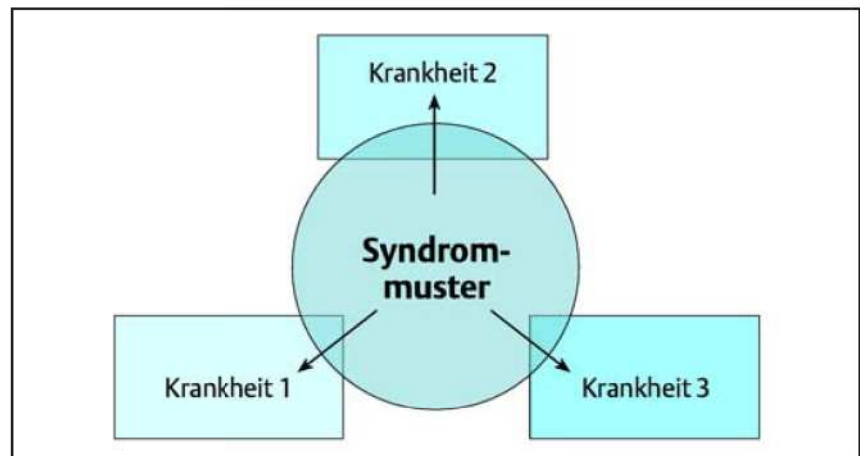 Krankheit 2
Syndrom-
muster
Krankheit 1
Krankheit 3